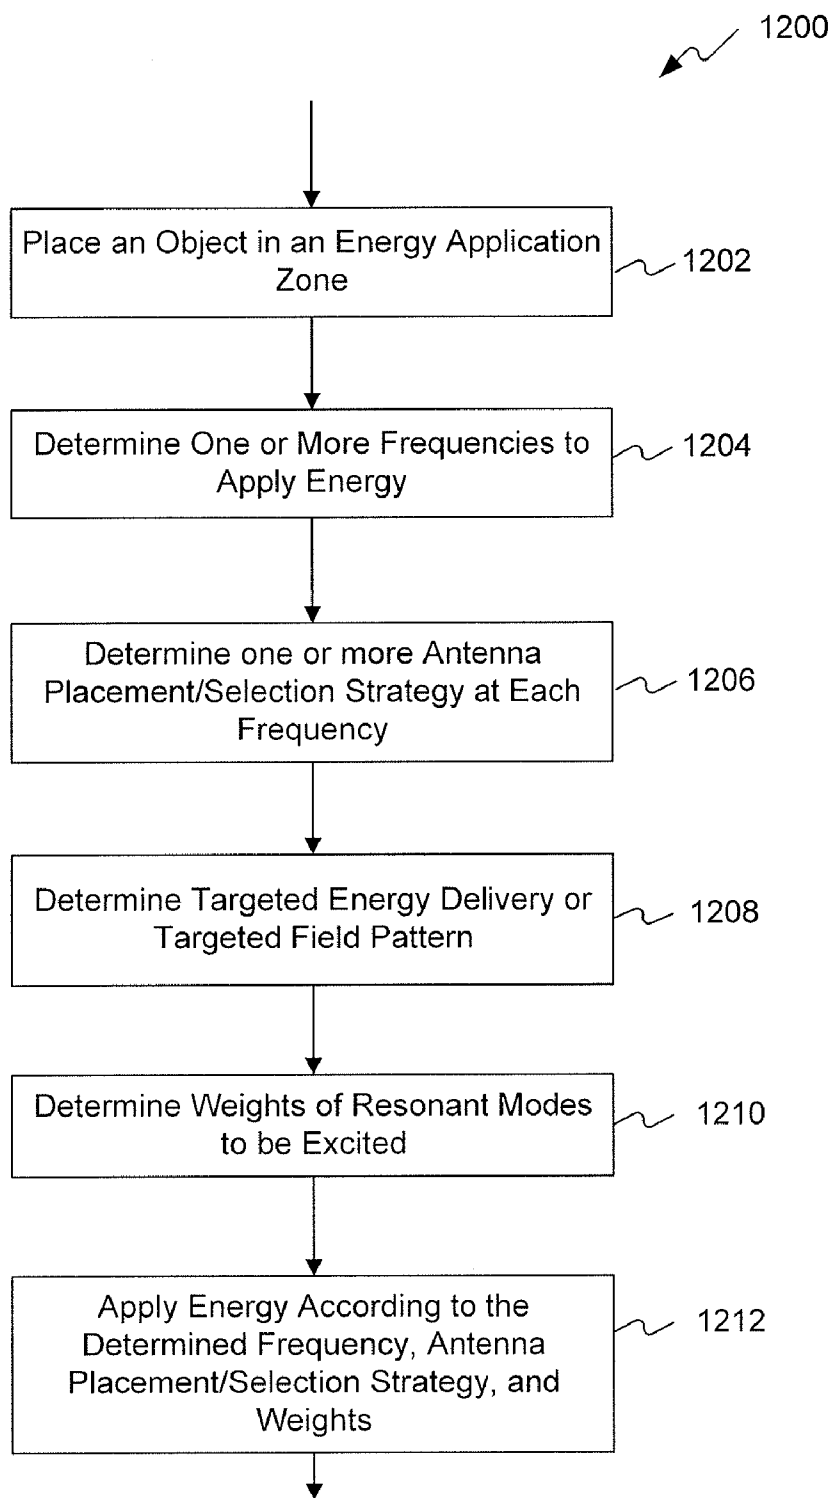 1200
Place an Object in an Energy Application
Zone
1202
Determine One or More Frequencies to
Apply Energy
1204
Determine one or more Antenna
Placement/Selection Strategy at Each
Frequency
1206
Determine Targeted Energy Delivery or
Targeted Field Pattern
1208
Determine Weights of Resonant Modes
to be Excited
1210
Apply Energy According to the
Determined Frequency, Antenna
Placement/Selection Strategy, and
Weights
1212